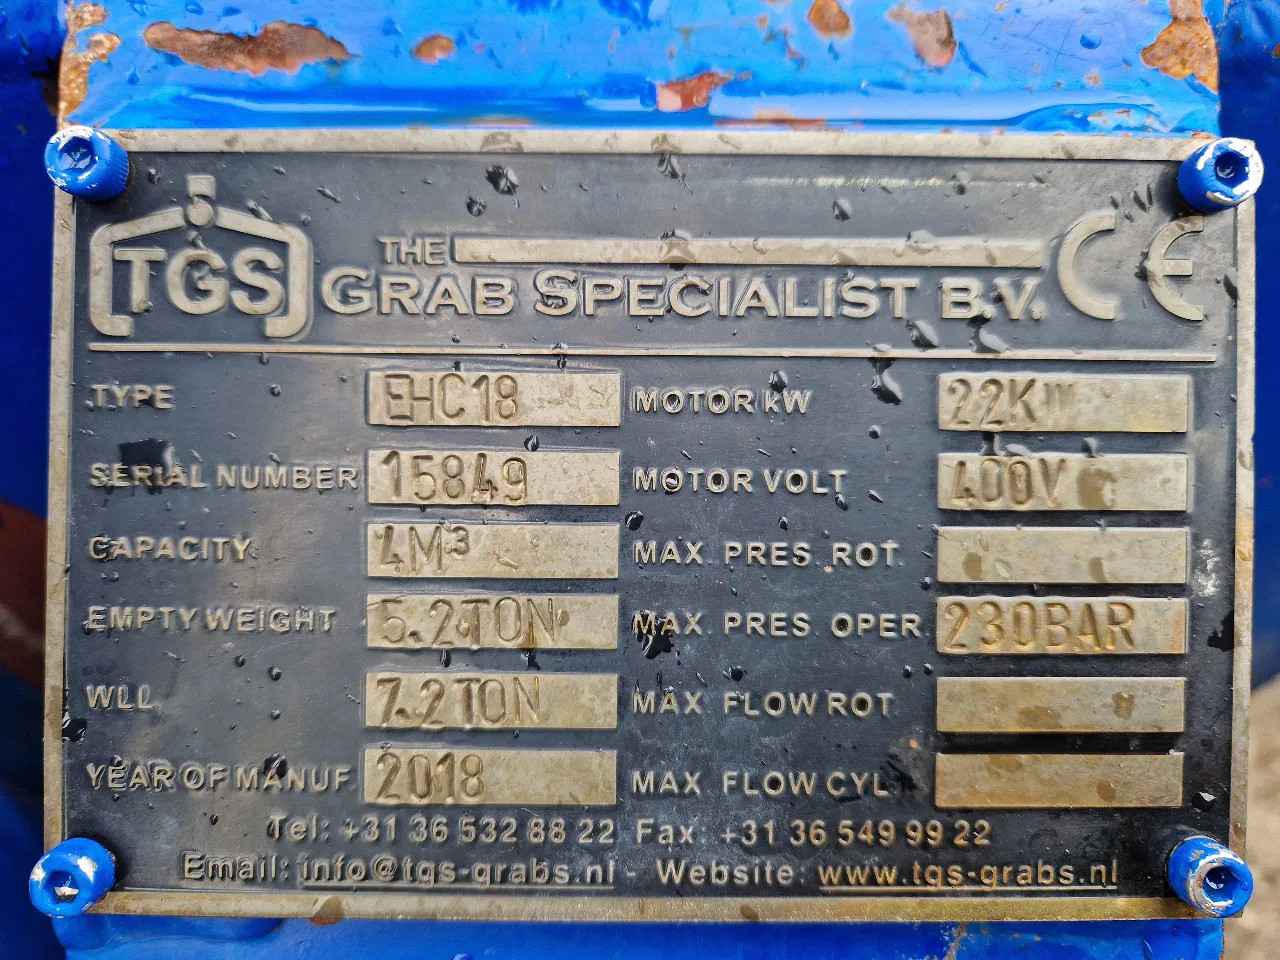 TGS THE GRAB SPECIALIST B.V. CE
TYPE EHC18 MOTOR kW 22KW
SERIAL NUMBER 15849 MOTOR VOLT 400V
CAPACITY 4M³ MAX. PRES. ROT.
EMPTY WEIGHT 5.2TON MAX. PRES OPER 230BAR
WLL 7.2TON MAX FLOW ROT
YEAR OF MANUF. 2018 MAX FLOW CYL
Tel: +31 36 532 88 22 Fax: +31 36 549 99 22
Email: info@tgs-grabs.nl - Website: www.tgs-grabs.nl